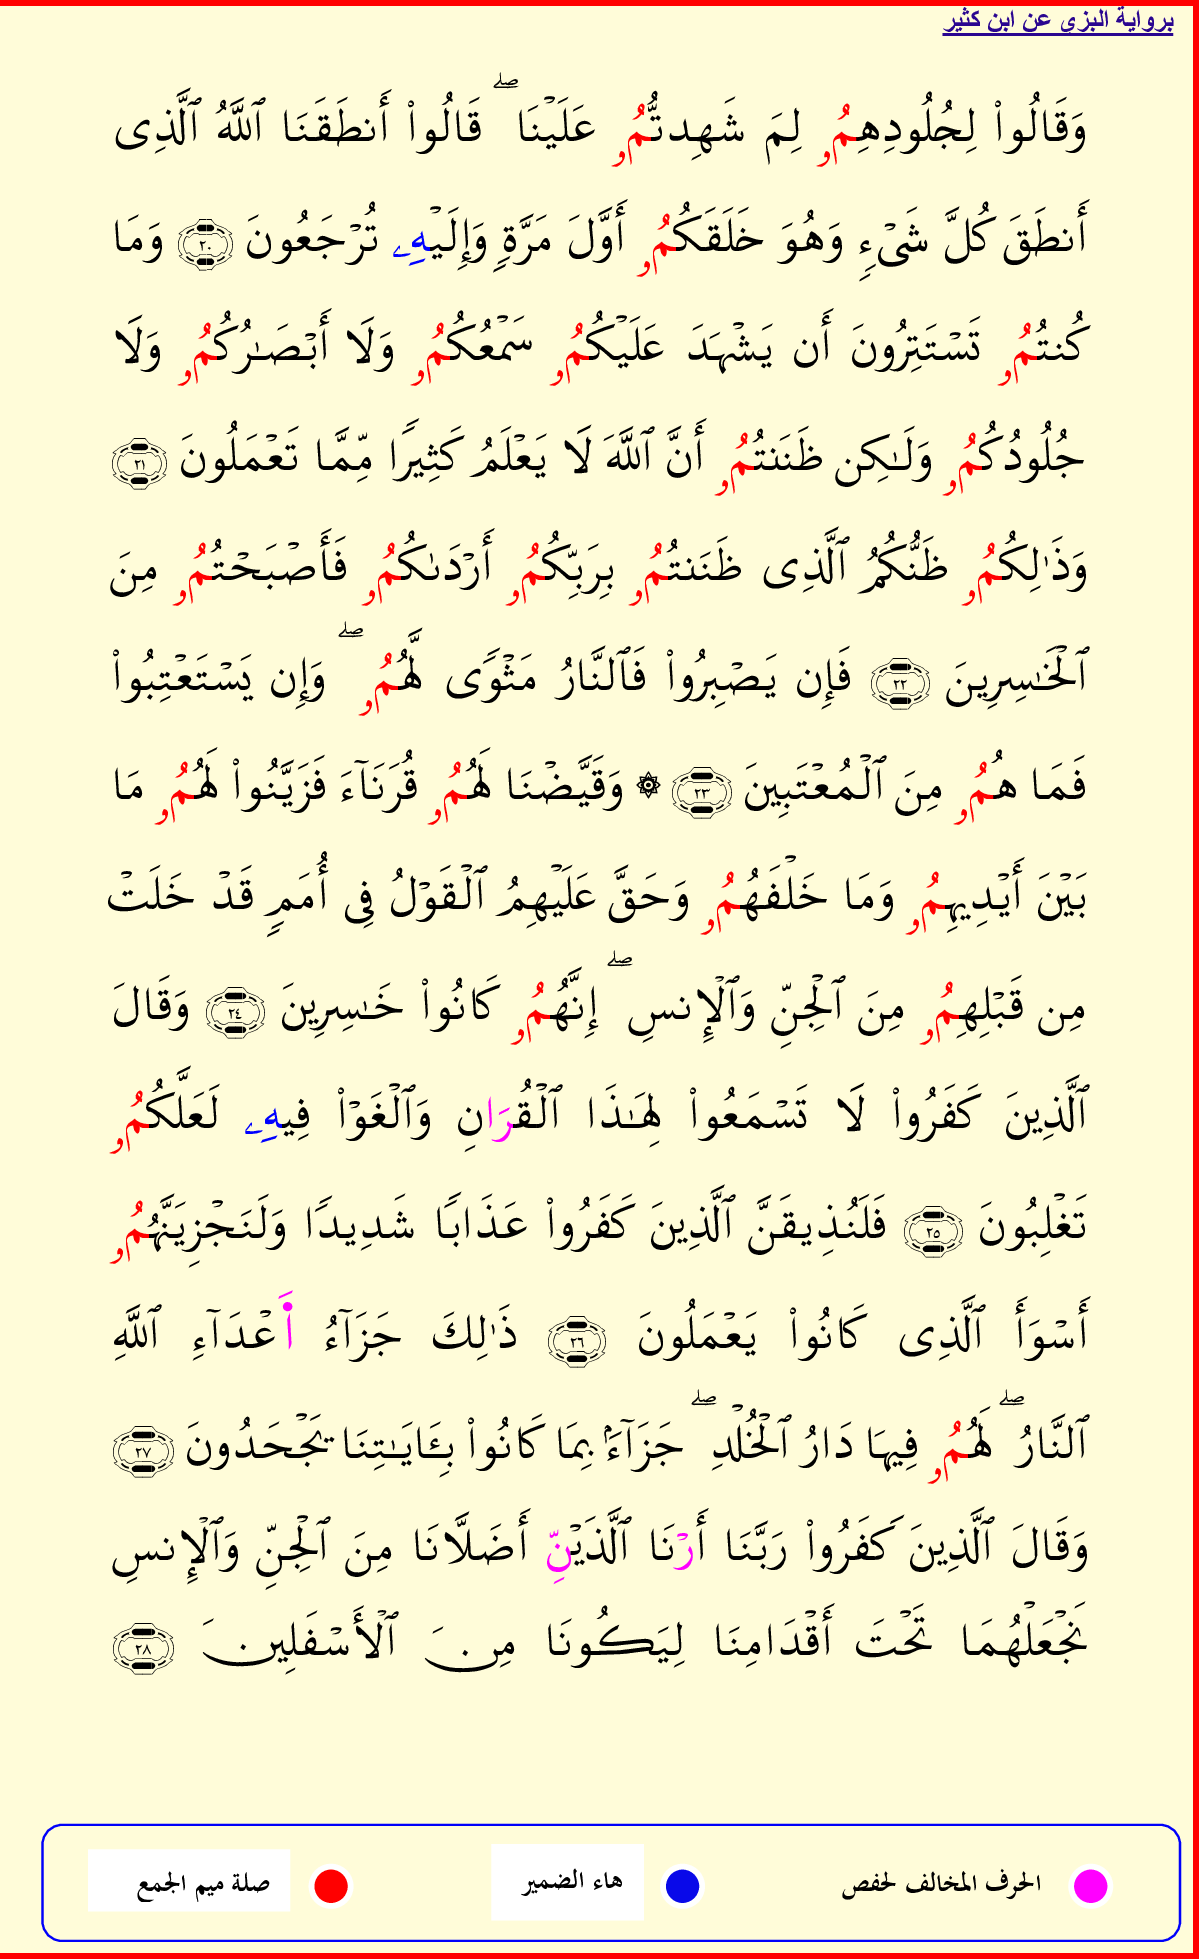 برواية البزي عن ابن كثير
وَقَالُوا۟ لِجُلُودِهِمُۥ لِمَ شَهِدتُّمُۥ عَلَيْنَا ۖ قَالُوٓا۟ أَنطَقَنَا ٱللَّهُ ٱلَّذِى
أَنطَقَ كُلَّ شَىْءٍ وَهُوَ خَلَقَكُمُۥ أَوَّلَ مَرَّةٍ وَإِلَيْهِۦ تُرْجَعُونَ ٢٠ وَمَا
كُنتُمُۥ تَسْتَتِرُونَ أَن يَشْهَدَ عَلَيْكُمُۥ سَمْعُكُمُۥ وَلَا أَبْصَـٰرُكُمُۥ وَلَا
جُلُودُكُمُۥ وَلَـٰكِن ظَنَنتُمُۥ أَنَّ ٱللَّهَ لَا يَعْلَمُ كَثِيرًا مِّمَّا تَعْمَلُونَ ٢١
وَذَٰلِكُمُۥ ظَنُّكُمُ ٱلَّذِى ظَنَنتُمُۥ بِرَبِّكُمُۥ أَرْدَىٰكُمُۥ فَأَصْبَحْتُمُۥ مِنَ
ٱلْخَـٰسِرِينَ ٢٢ فَإِن يَصْبِرُوا۟ فَٱلنَّارُ مَثْوًى لَّهُمُۥ ۖ وَإِن يَسْتَعْتِبُوا۟
فَمَا هُمُۥ مِنَ ٱلْمُعْتَبِينَ ٢٣ ۞ وَقَيَّضْنَا لَهُمُۥ قُرَنَآءَ فَزَيَّنُوا۟ لَهُمُۥ مَا
بَيْنَ أَيْدِيهِمُۥ وَمَا خَلْفَهُمُۥ وَحَقَّ عَلَيْهِمُ ٱلْقَوْلُ فِى أُمَمٍ قَدْ خَلَتْ
مِن قَبْلِهِمُۥ مِنَ ٱلْجِنِّ وَٱلْإِنسِ ۖ إِنَّهُمُۥ كَانُوا۟ خَـٰسِرِينَ ٢٤ وَقَالَ
ٱلَّذِينَ كَفَرُوا۟ لَا تَسْمَعُوا۟ لِهَـٰذَا ٱلْقُرَانِ وَٱلْغَوْا۟ فِيهِۦ لَعَلَّكُمُۥ
تَغْلِبُونَ ٢٥ فَلَنُذِيقَنَّ ٱلَّذِينَ كَفَرُوا۟ عَذَابًا شَدِيدًا وَلَنَجْزِيَنَّهُمُۥ
أَسْوَأَ ٱلَّذِى كَانُوا۟ يَعْمَلُونَ ٢٦ ذَٰلِكَ جَزَآءُ اَ۬عْدَآءِ ٱللَّهِ
ٱلنَّارُ ۖ لَهُمُۥ فِيهَا دَارُ ٱلْخُلْدِ ۖ جَزَآءًۢ بِمَا كَانُوا۟ بِـَٔايَـٰتِنَا يَجْحَدُونَ ٢٧
وَقَالَ ٱلَّذِينَ كَفَرُوا۟ رَبَّنَا أَرْنَا ٱلَّذَيْنِّ أَضَلَّانَا مِنَ ٱلْجِنِّ وَٱلْإِنسِ
نَجْعَلْهُمَا تَحْتَ أَقْدَامِنَا لِيَكُونَا مِنَ ٱلْأَسْفَلِينَ ٢٨
الحرف المخالف لحفص هاء الضمير صلة ميم الجمع